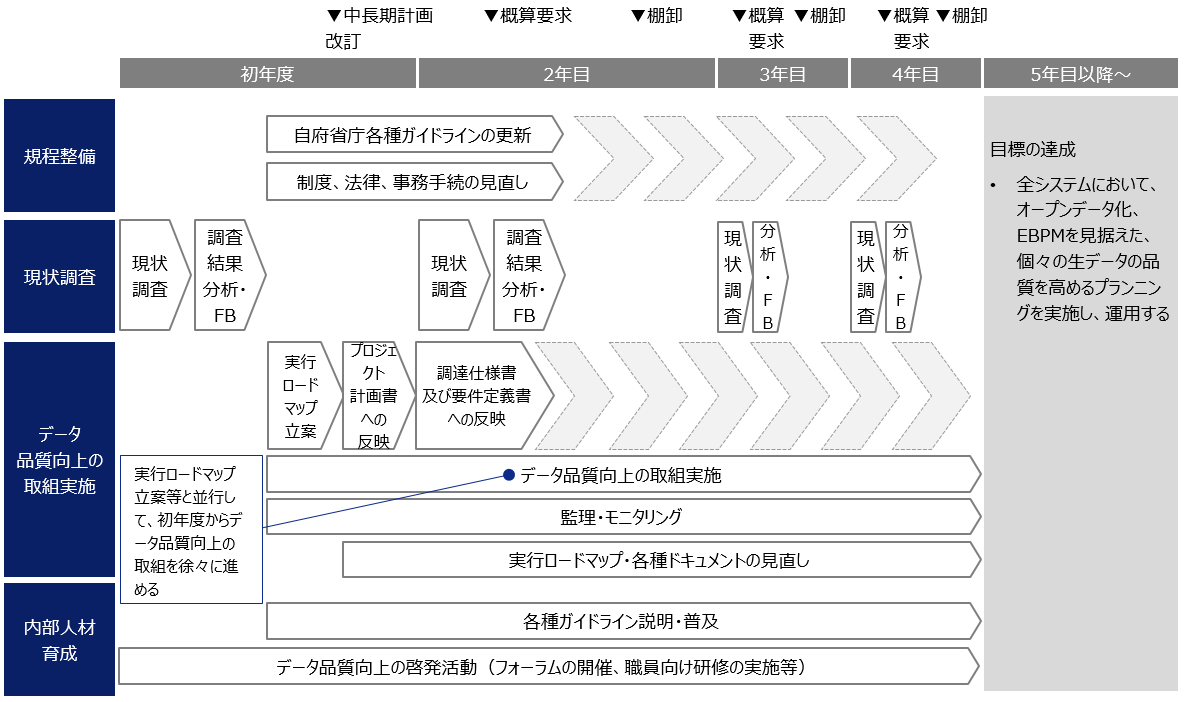 ▼中長期計画
改訂
▼概算要求
▼棚卸
▼概算
要求
▼棚卸
▼概算
要求
▼棚卸
初年度
2年目
3年目
4年目
5年目以降～
規程整備
自府省庁各種ガイドラインの更新
制度、法律、事務手続の見直し
現状調査
現状
調査
調査
結果
分析・
FB
現状
調査
調査
結果
分析・
FB
現
状
調
査
分
析
・
F
B
現
状
調
査
分
析
・
F
B
データ
品質向上の
取組実施
実行
ロード
マップ
立案
プロジェ
クト
計画書
への
反映
調達仕様書
及び要件定義書
への反映
データ品質向上の取組実施
監理・モニタリング
実行ロードマップ・各種ドキュメントの見直し
実行ロードマップ
立案等と並行し
て、初年度からデ
ータ品質向上の
取組を徐々に進
める
内部人材
育成
各種ガイドライン説明・普及
データ品質向上の啓発活動（フォーラムの開催、職員向け研修の実施等）
目標の達成
• 全システムにおいて、
オープンデータ化、
EBPMを見据えた、
個々の生データの品
質を高めるプランニン
グを実施し、運用する